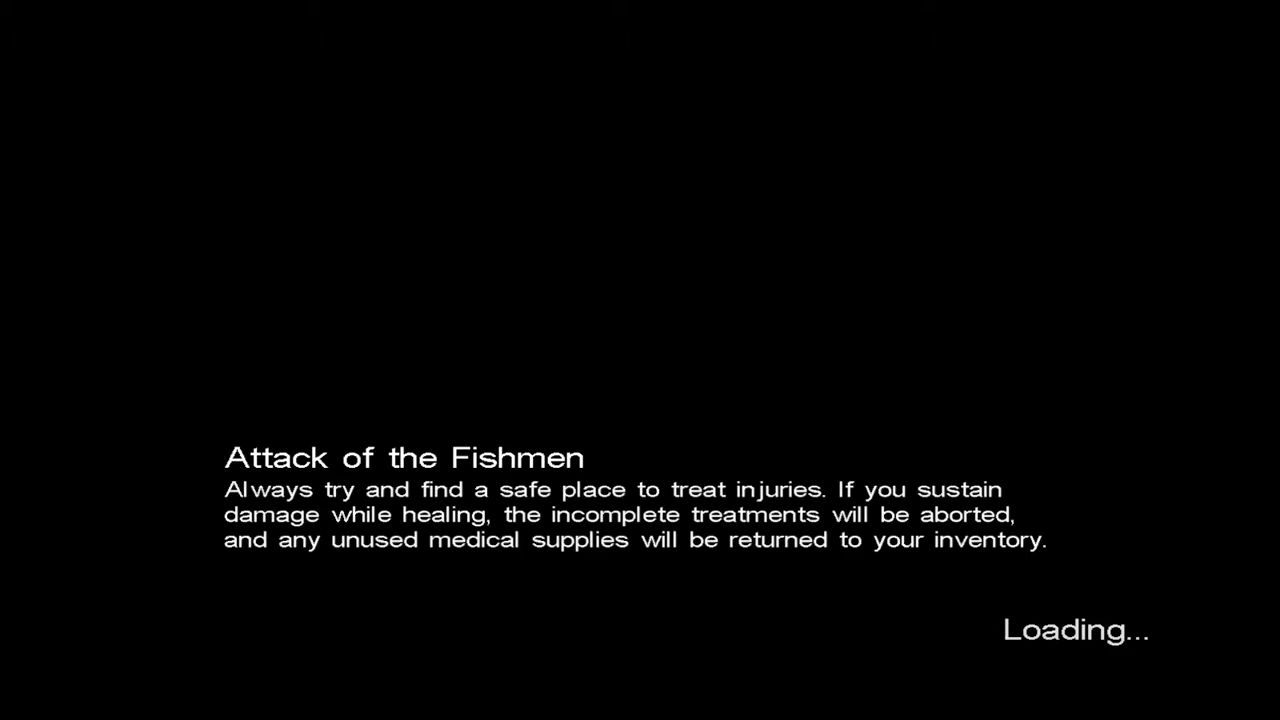 Attack of the Fishmen
Always try and find a safe place to treat injuries. If you sustain
damage while healing, the incomplete treatments will be aborted,
and any unused medical supplies will be returned to your inventory.
Loading...